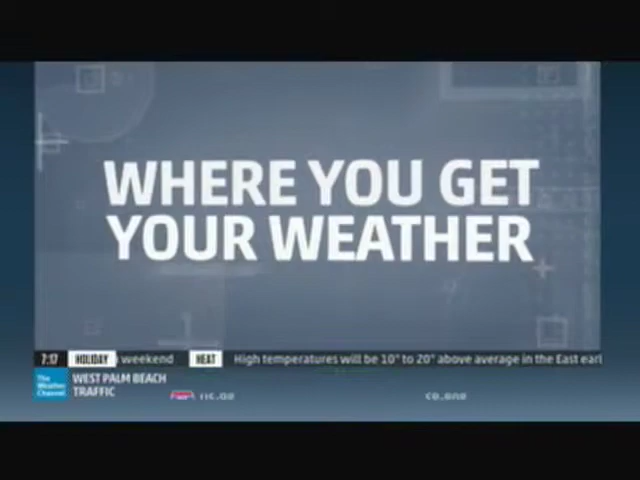 WHERE YOU GET
YOUR WEATHER
7:17 HOLIDAY weekend HEAT High temperatures will be 10° to 20° above average in the East earl
The
Weather
Channel
WEST PALM BEACH
TRAFFIC